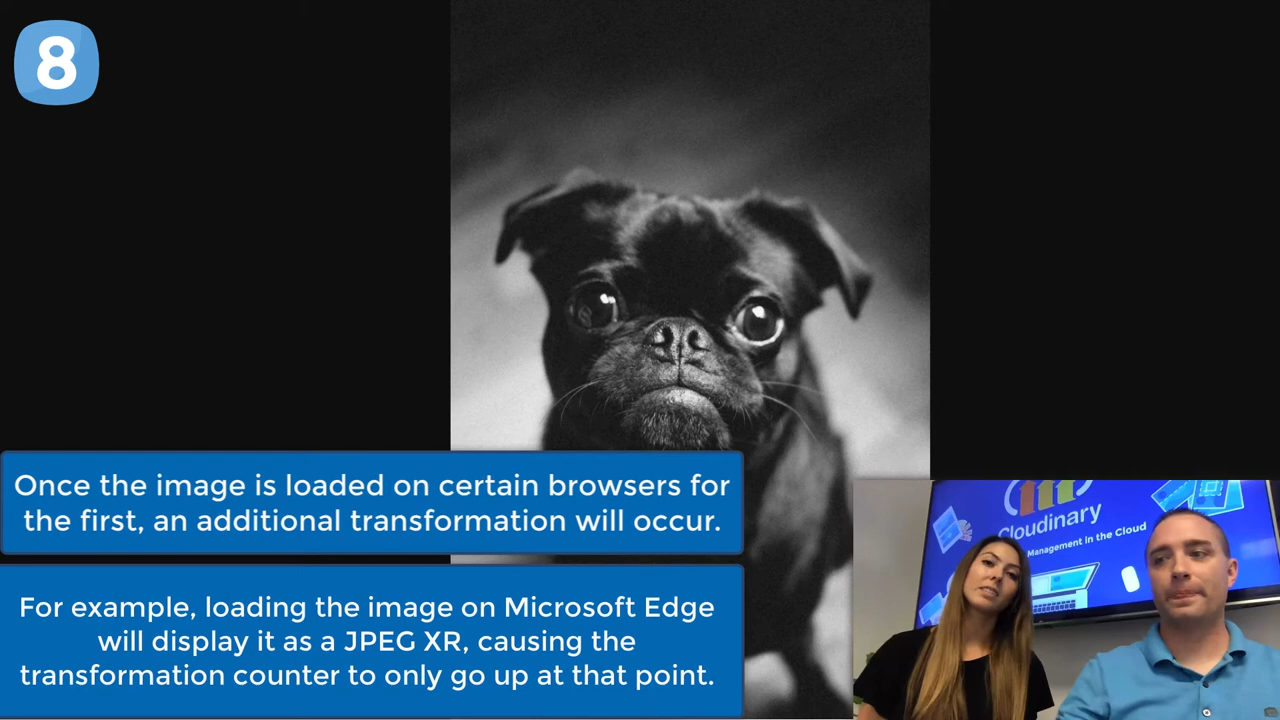 8
Once the image is loaded on certain browsers for
the first, an additional transformation will occur.
For example, loading the image on Microsoft Edge
will display it as a JPEG XR, causing the
transformation counter to only go up at that point.
Cloudinary
Management in the Cloud